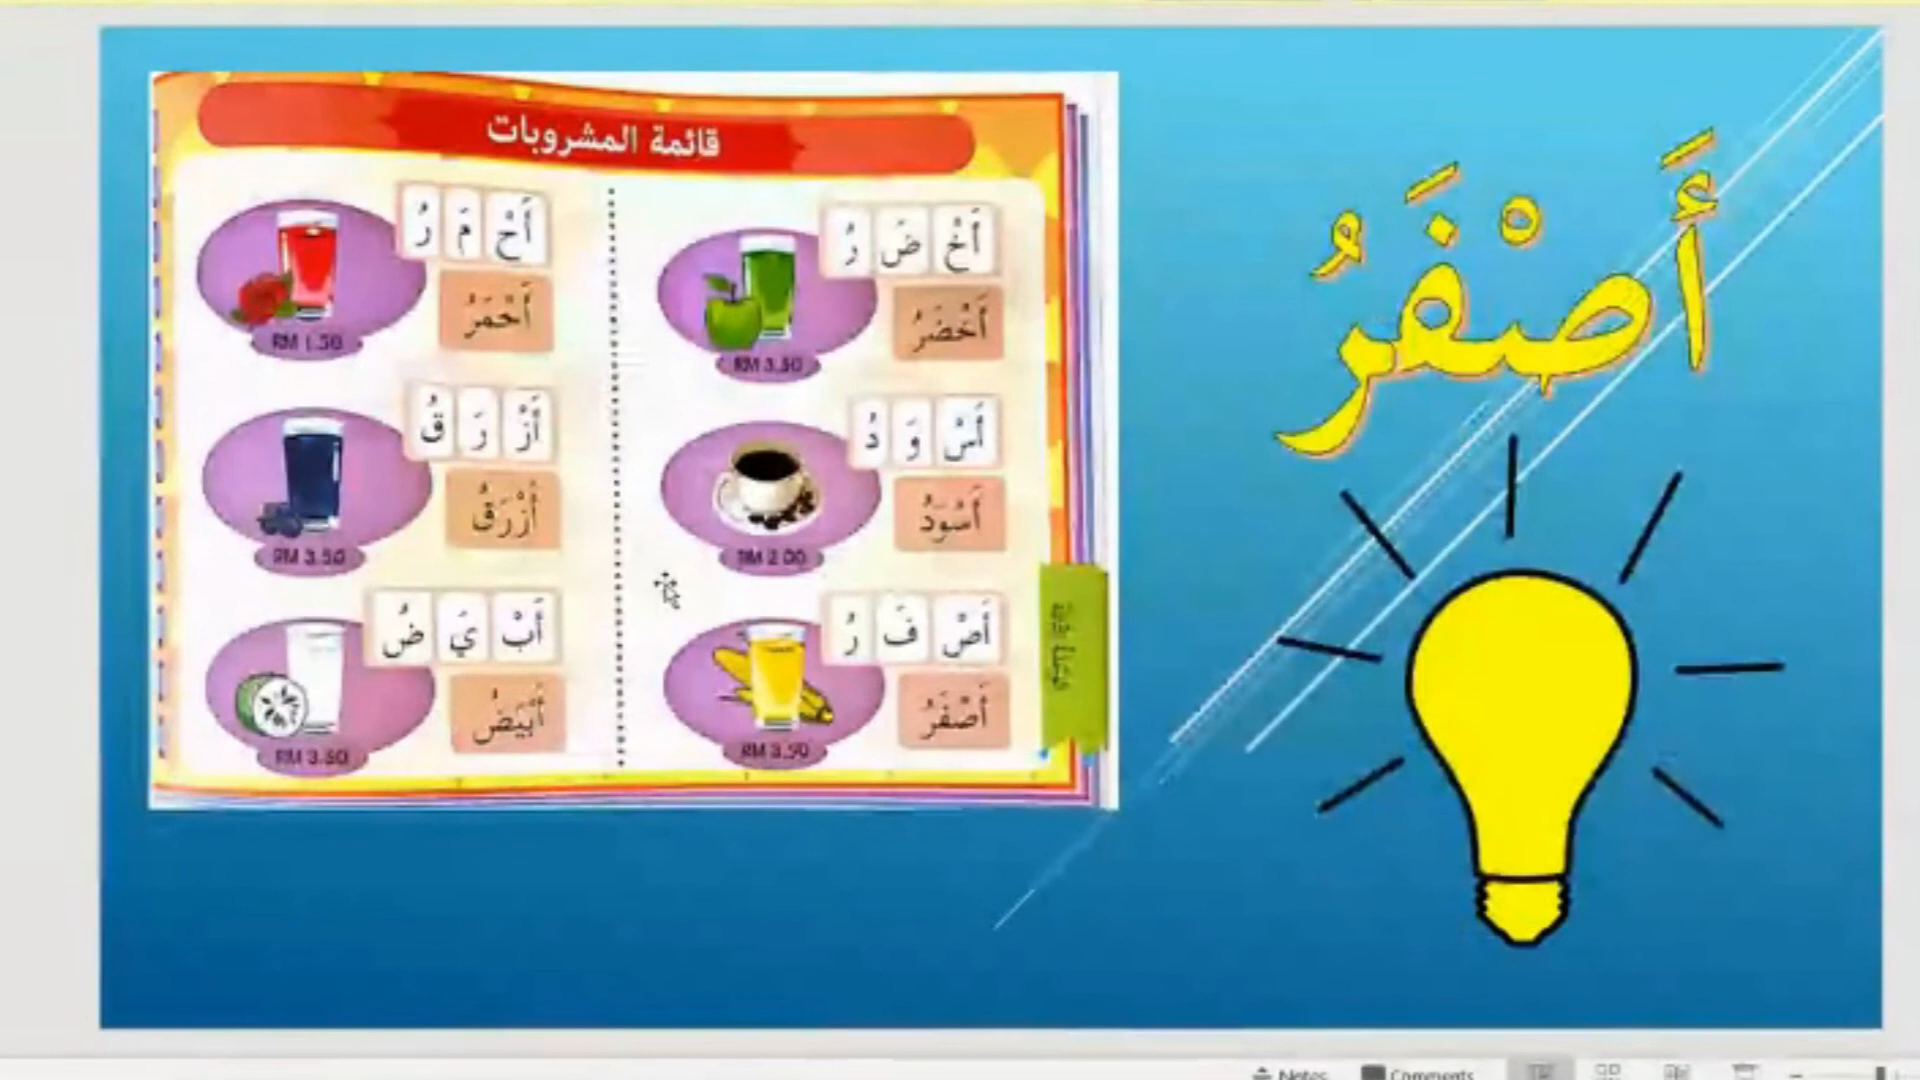 قائمة المشروبات
أَخْ ضَ رُ
أَخْضَرُ
RM 3.50
أَحْ مَ رُ
أَحْمَرُ
RM 1.50
أَسْ وَ دُ
أَسْوَدُ
RM 2.00
أَزْ رَ قُ
أَزْرَقُ
RM 3.50
أَصْ فَ رُ
أَصْفَرُ
RM 3.50
أَبْ يَ ضُ
أَبْيَضُ
RM 3.50
أَصْفَرُ
Notes
Comments